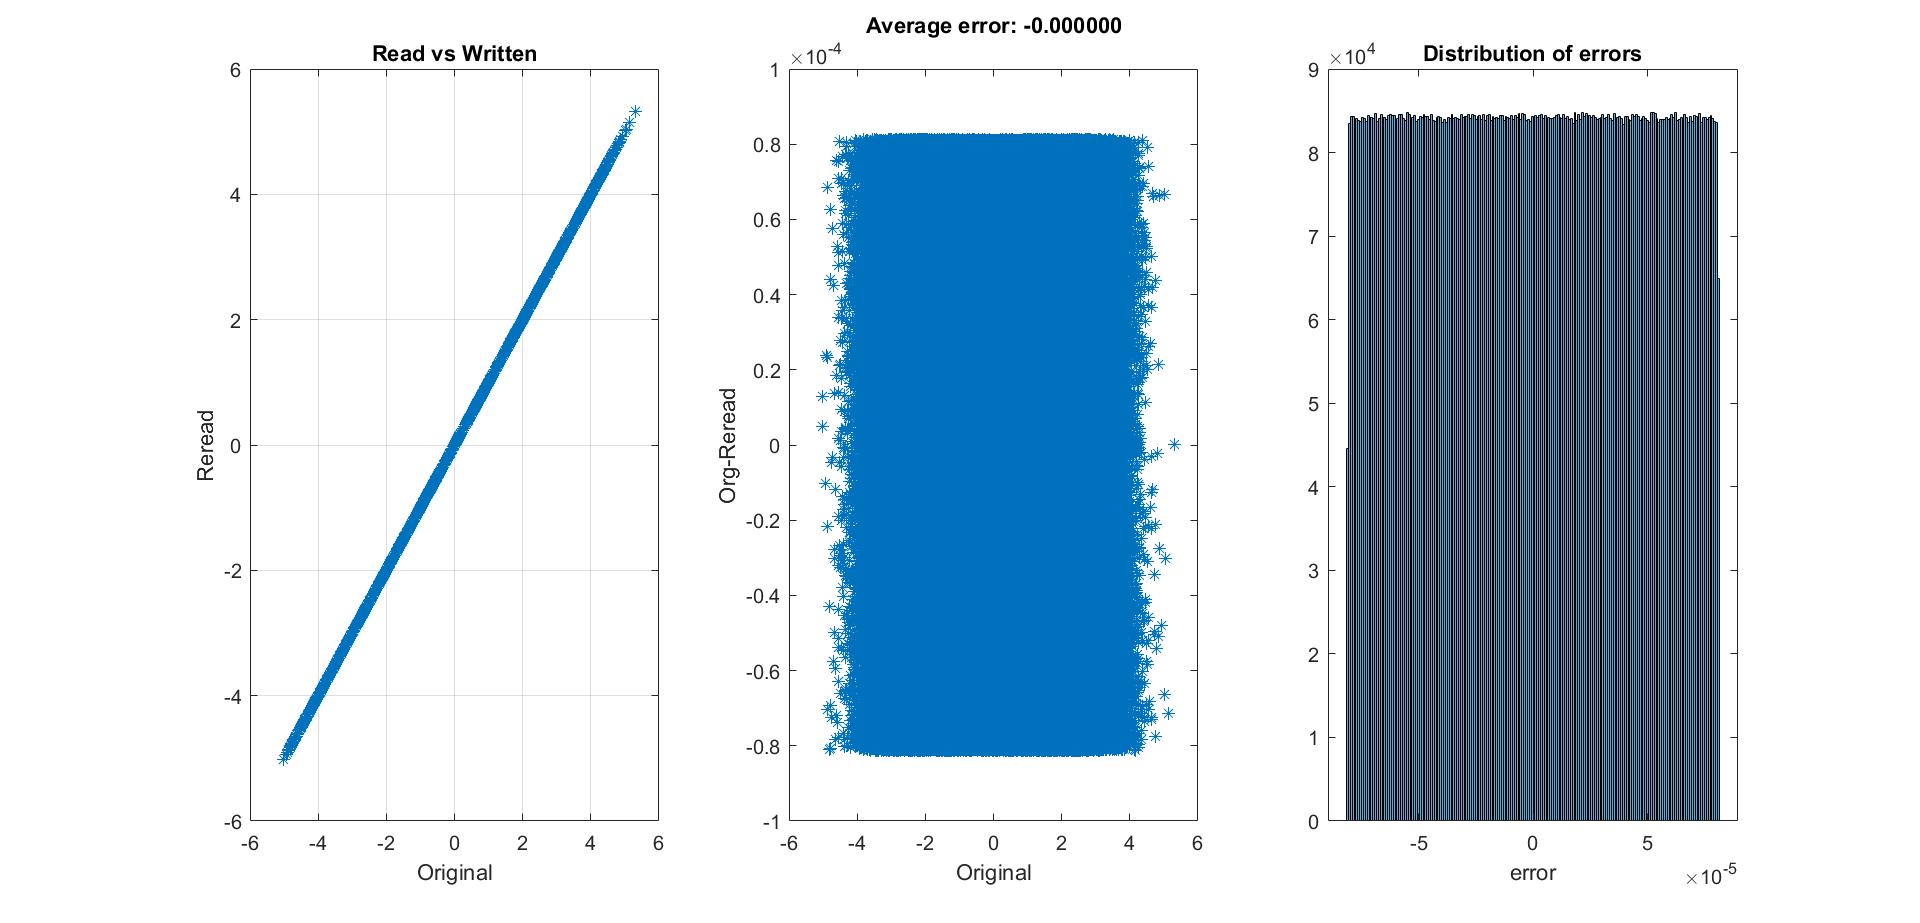 Read vs Written
6
4
2
0
-2
-4
-6
-6 -4 -2 0 2 4 6
Reread
Original
Average error: -0.000000
×10-4
1
0.8
0.6
0.4
0.2
0
-0.2
-0.4
-0.6
-0.8
-1
-6 -4 -2 0 2 4 6
Org-Reread
Original
Distribution of errors
×104
9
8
7
6
5
4
3
2
1
0
-5 0 5
error
×10-5